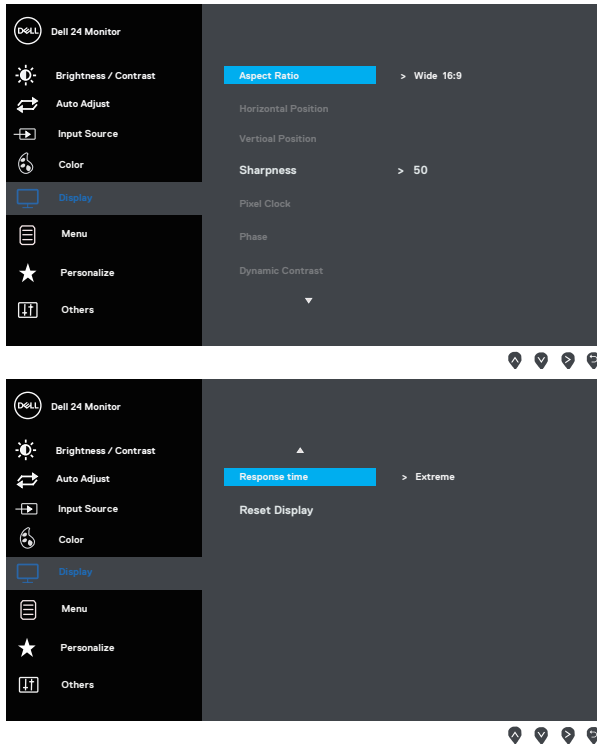 DELL Dell 24 Monitor
Brightness / Contrast
Aspect Ratio > Wide 16:9
Auto Adjust
Horizontal Position
Input Source
Vertical Position
Color
Sharpness > 50
Display
Pixel Clock
Menu
Phase
Personalize
Dynamic Contrast
Others
DELL Dell 24 Monitor
Brightness / Contrast
Auto Adjust
Response time > Extreme
Input Source
Reset Display
Color
Display
Menu
Personalize
Others